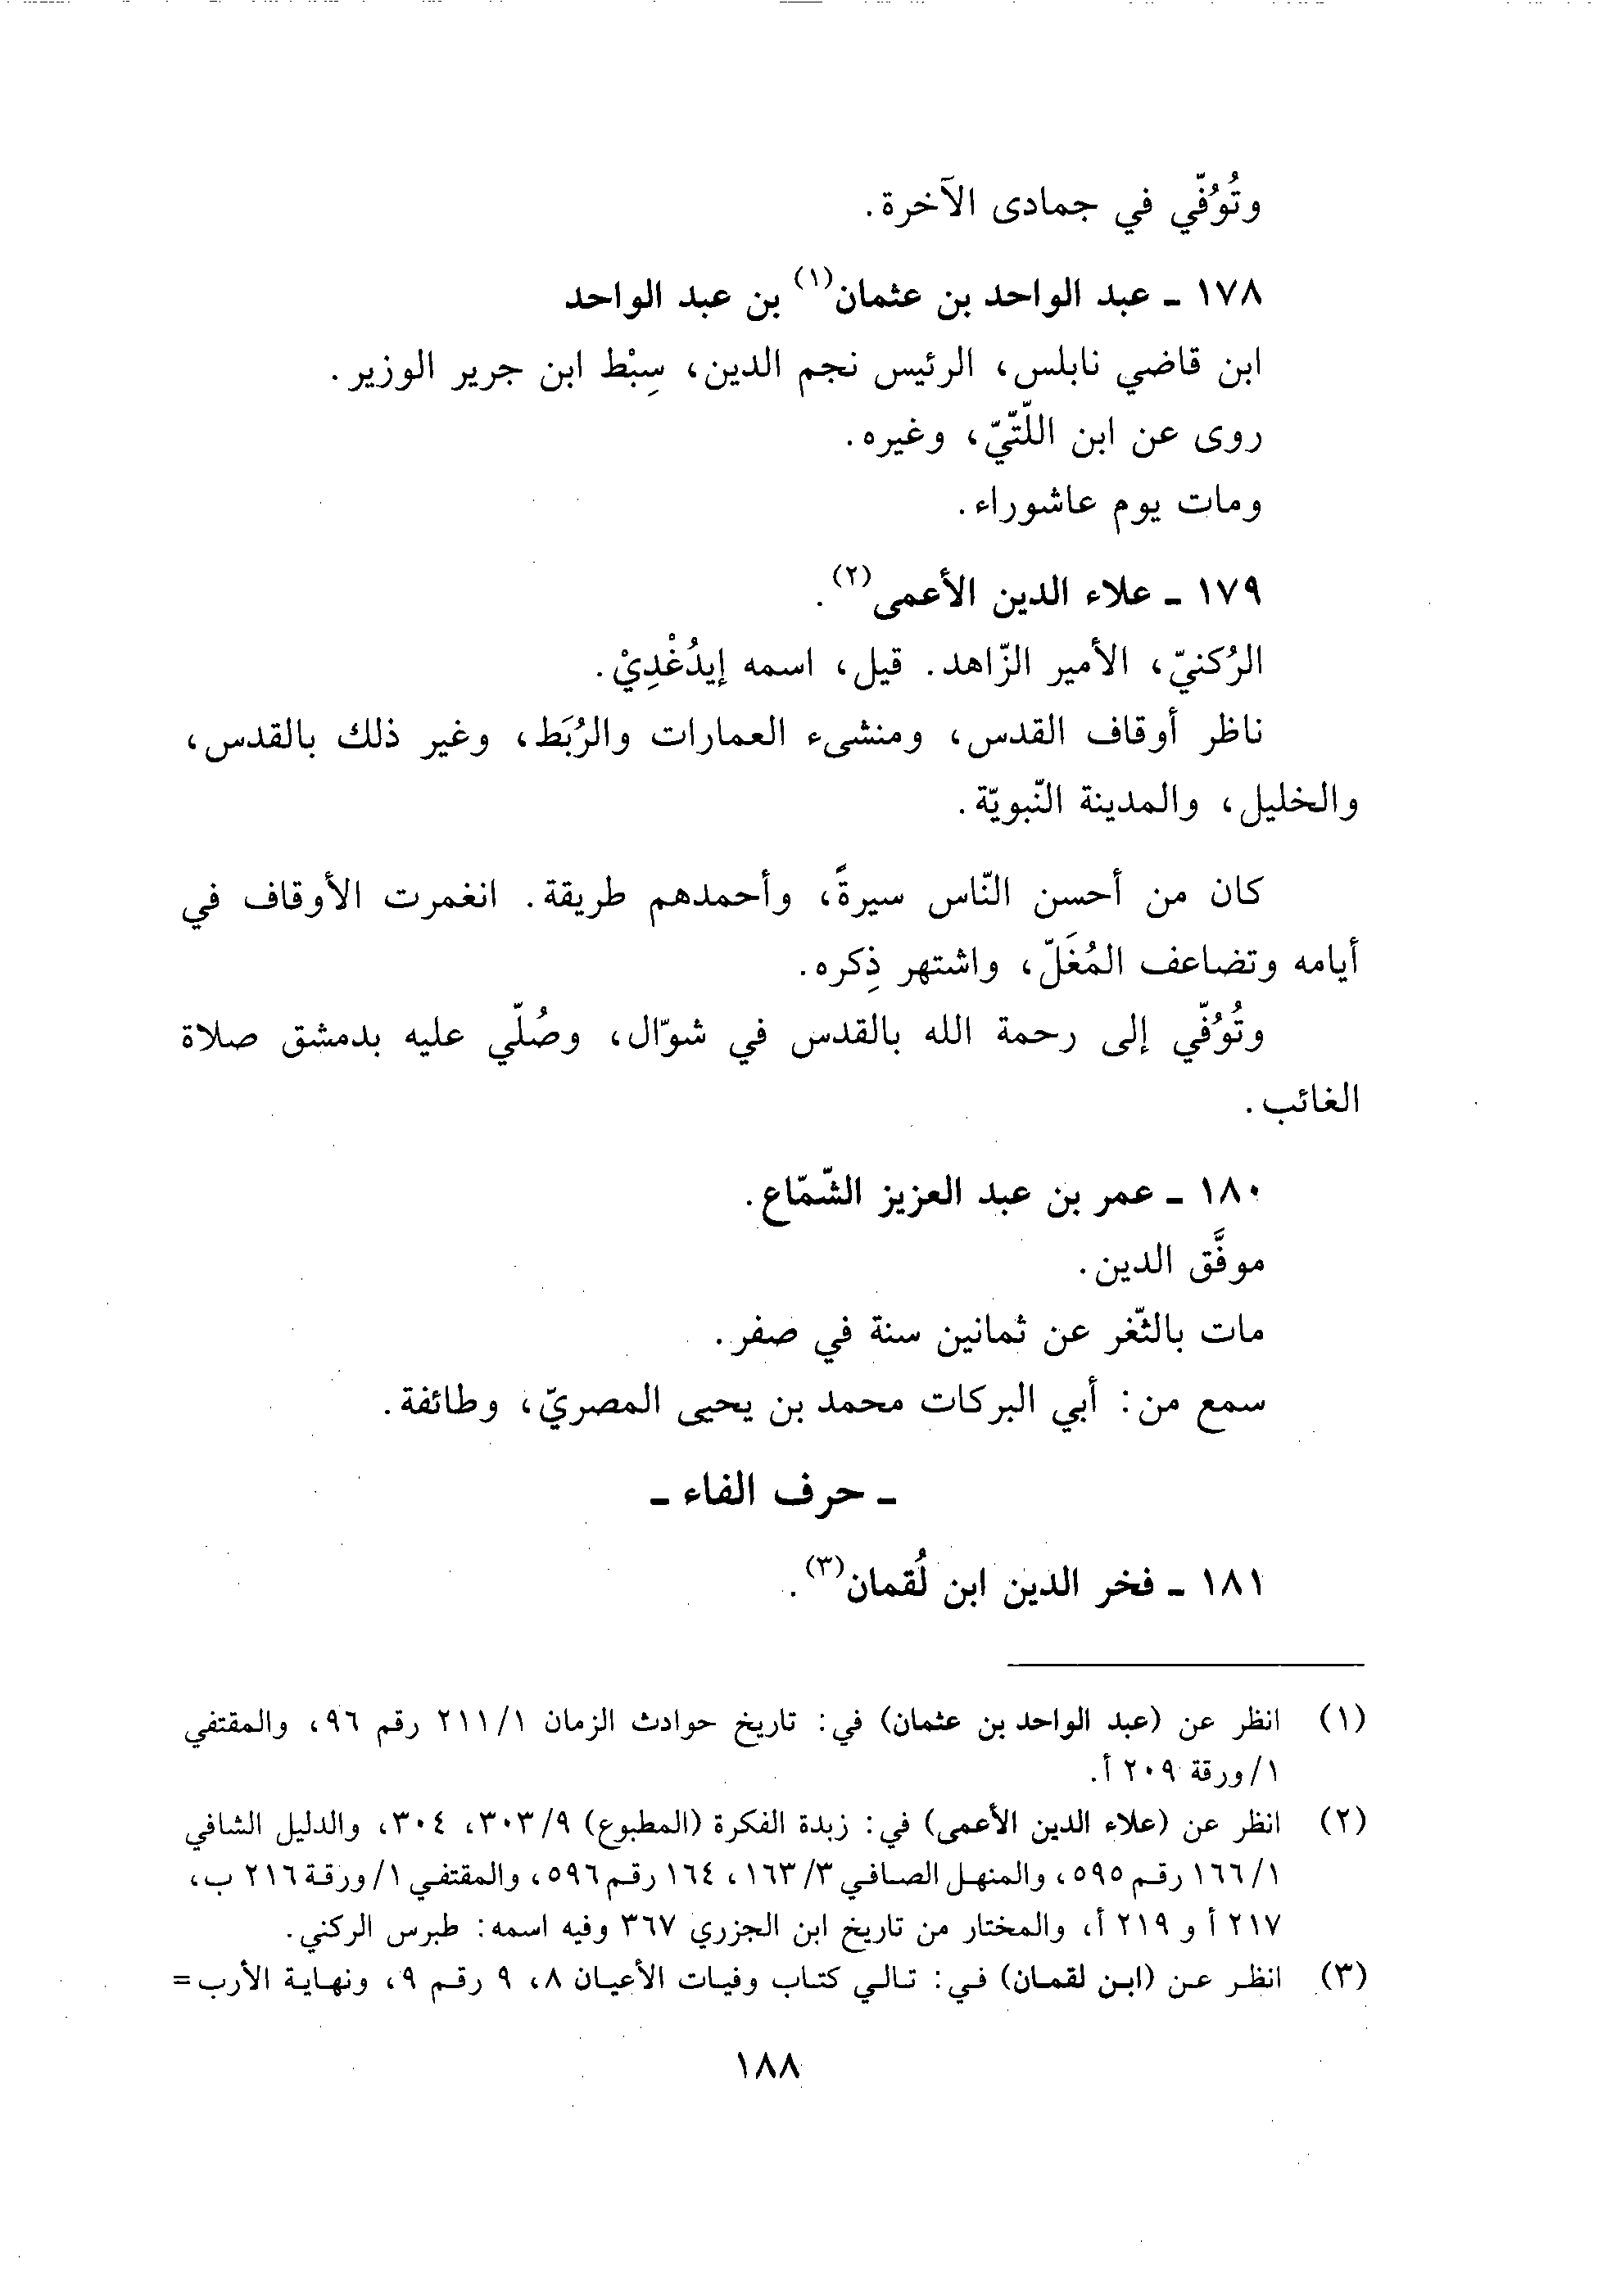 وتُوُفّي في جمادى الآخرة.
١٧٨ ـ عبد الواحد بن عثمان(١) بن عبد الواحد
ابن قاضي نابلس، الرئيس نجم الدين، سِبْط ابن جرير الوزير.
روى عن ابن اللّتّيّ، وغيره.
ومات يوم عاشوراء.
١٧٩ ـ علاء الدين الأعمى(٢).
الرُكنيّ، الأمير الزّاهد. قيل، اسمه إيدُغْدِيْ.
ناظر أوقاف القدس، ومنشىء العمارات والرُبَط، وغير ذلك بالقدس،
والخليل، والمدينة النّبويّة.
كان من أحسن النّاس سيرةً، وأحمدهم طريقة. انغمرت الأوقاف في
أيامه وتضاعف المُغَلّ، واشتهر ذِكره.
وتُوُفّي إلى رحمة الله بالقدس في شوّال، وصُلّي عليه بدمشق صلاة
الغائب.
١٨٠ ـ عمر بن عبد العزيز الشّمّاع.
موفَّق الدين.
مات بالثّغر عن ثمانين سنة في صفر.
سمع من: أبي البركات محمد بن يحيى المصريّ، وطائفة.
ـ حرف الفاء ـ
١٨١ ـ فخر الدين ابن لُقمان(٣).
(١) انظر عن (عبد الواحد بن عثمان) في: تاريخ حوادث الزمان ٢١١/١ رقم ٩٦، والمقتفي
١/ورقة ٢٠٩ أ.
(٢) انظر عن (علاء الدين الأعمى) في: زبدة الفكرة (المطبوع) ٣٠٣/٩، ٣٠٤، والدليل الشافي
١٦٦/١ رقم ٥٩٥، والمنهل الصافي ١٦٣/٣، ١٦٤ رقم ٥٩٦، والمقتفي ١/ورقة ٢١٦ ب،
٢١٧ أ و ٢١٩ أ، والمختار من تاريخ ابن الجزري ٣٦٧ وفيه اسمه: طبرس الركني.
(٣) انظر عن (ابن لقمان) في: تالي كتاب وفيات الأعيان ٨، ٩ رقم ٩، ونهاية الأرب =
١٨٨